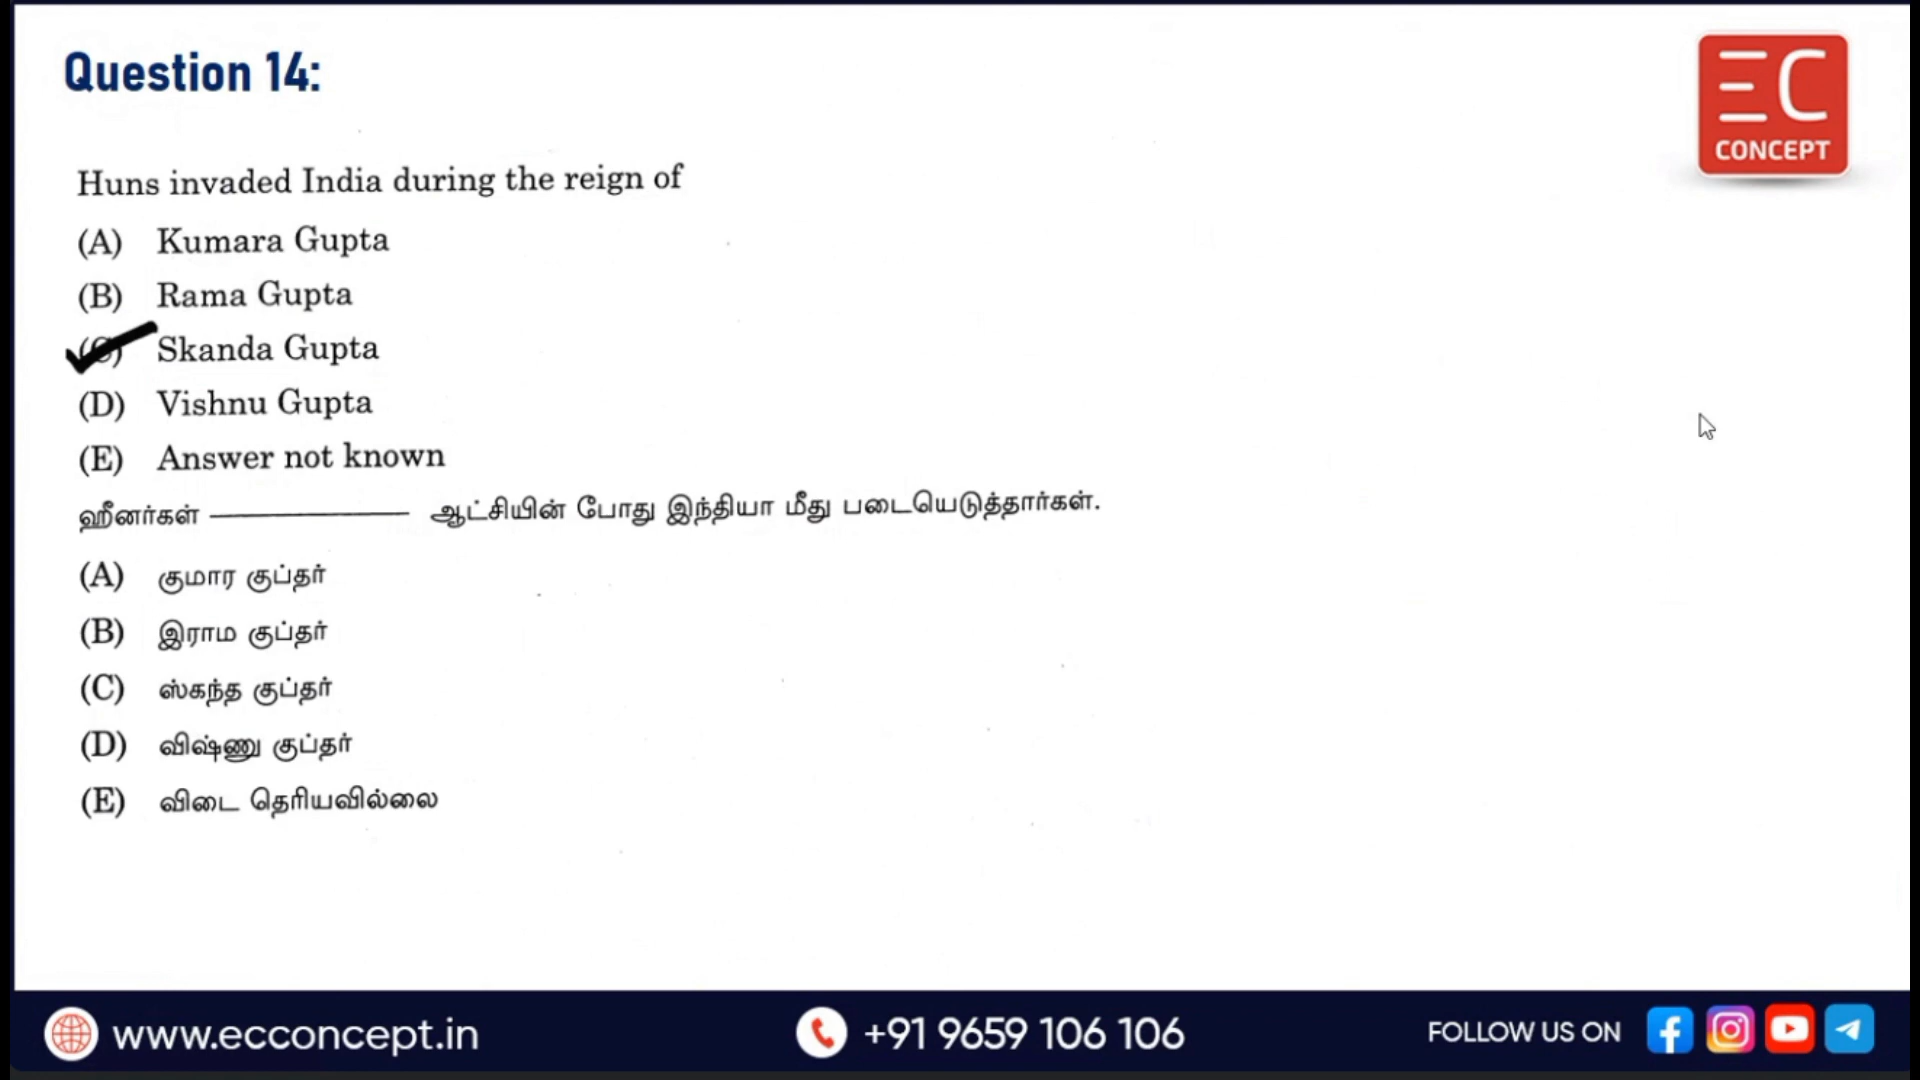 Question 14:
EC
CONCEPT
Huns invaded India during the reign of
(A) Kumara Gupta
(B) Rama Gupta
(C) Skanda Gupta
(D) Vishnu Gupta
(E) Answer not known
ஹீனர்கள் ———— ஆட்சியின் போது இந்தியா மீது படையெடுத்தார்கள்.
(A) குமார குப்தர்
(B) இராம குப்தர்
(C) ஸ்கந்த குப்தர்
(D) விஷ்ணு குப்தர்
(E) விடை தெரியவில்லை
www.ecconcept.in +91 9659 106 106 FOLLOW US ON